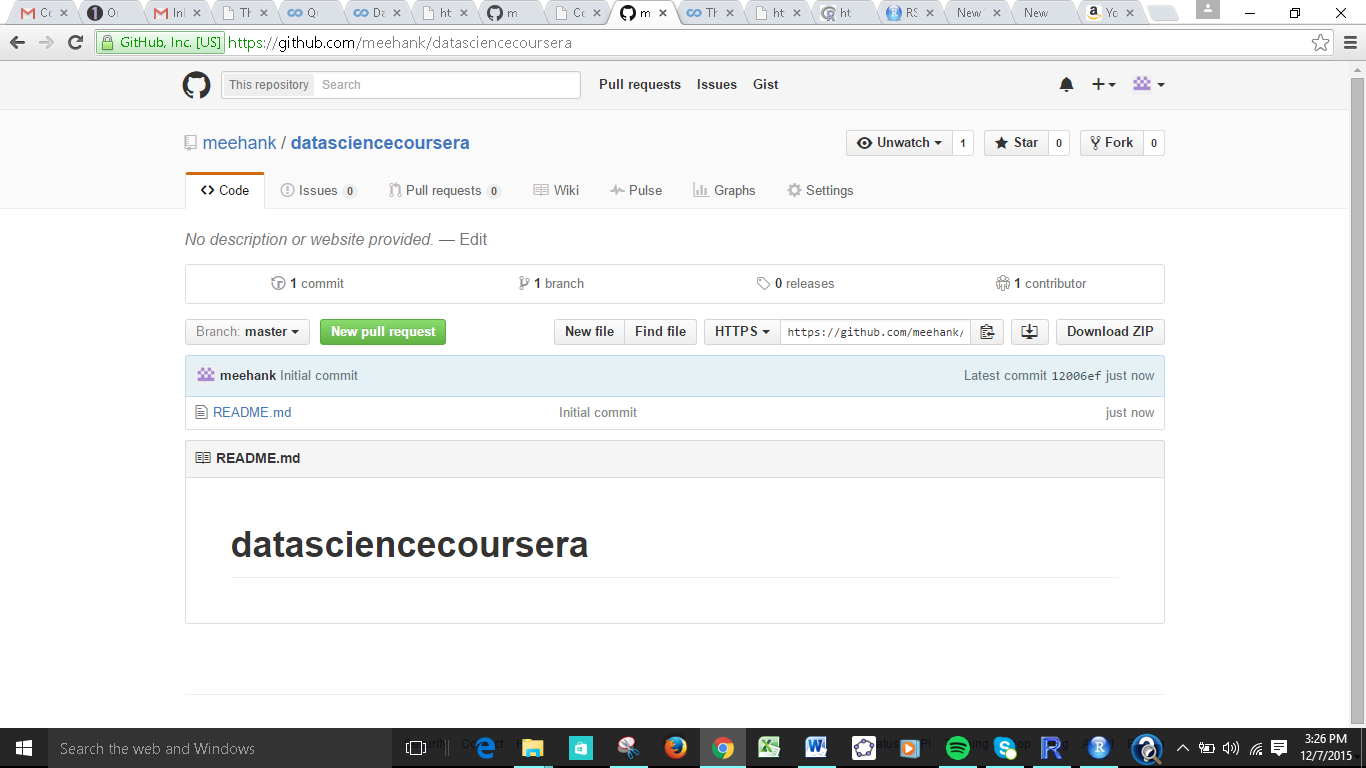 Co
O
InI
Th
Q
Da
ht
m
Co
m
Th
ht
ht
RS
New
New
Yo
GitHub, Inc. [US] https://github.com/meehank/datasciencecoursera
This repository Search Pull requests Issues Gist
meehank / datasciencecoursera Unwatch 1 Star 0 Fork 0
Code Issues 0 Pull requests 0 Wiki Pulse Graphs Settings
No description or website provided. — Edit
1 commit 1 branch 0 releases 1 contributor
Branch: master New pull request New file Find file HTTPS https://github.com/meehank/ Download ZIP
meehank Initial commit Latest commit 12006ef just now
README.md Initial commit just now
README.md
datasciencecoursera
Search the web and Windows
3:26 PM
12/7/2015